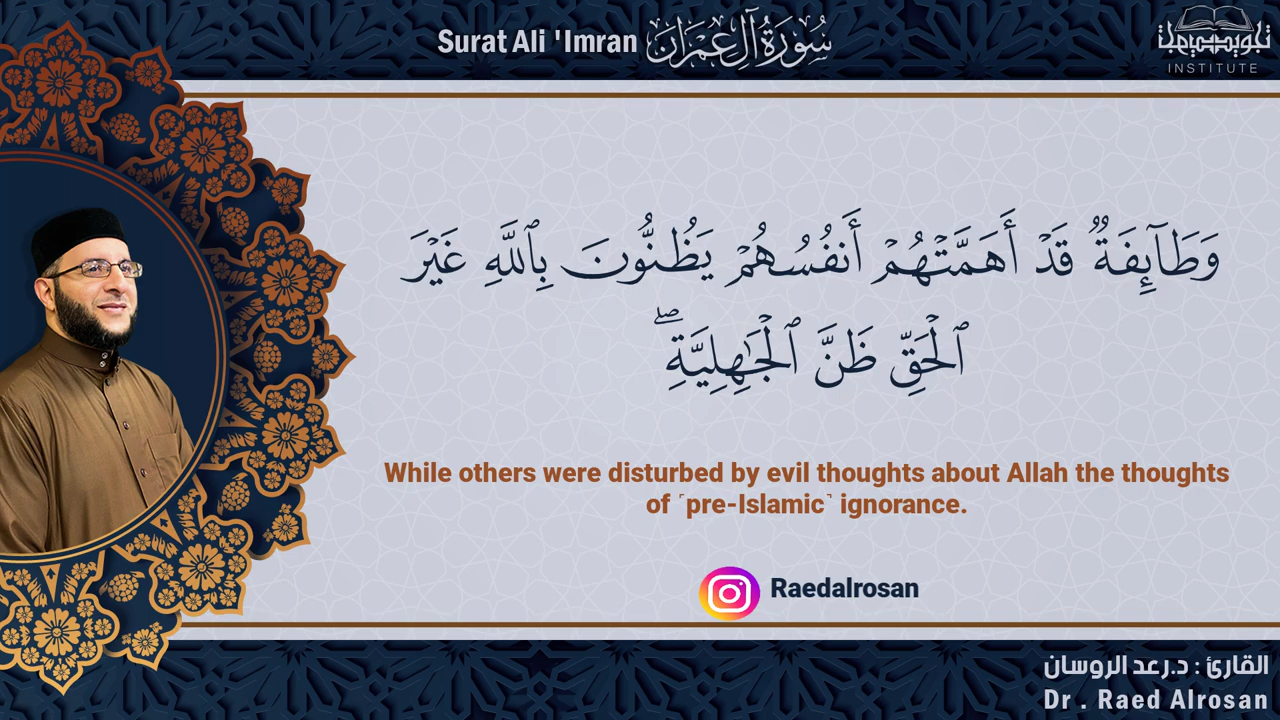 Surat Ali 'Imran سُورَةُ آلِ عِمْرَان
INSTITUTE
وَطَآئِفَةٌ قَدْ أَهَمَّتْهُمْ أَنفُسُهُمْ يَظُنُّونَ بِٱللَّهِ غَيْرَ
ٱلْحَقِّ ظَنَّ ٱلْجَـٰهِلِيَّةِ ۖ
While others were disturbed by evil thoughts about Allah the thoughts
of ˹pre-Islamic˺ ignorance.
Raedalrosan
القارئ : د.رعد الروسان
Dr . Raed Alrosan